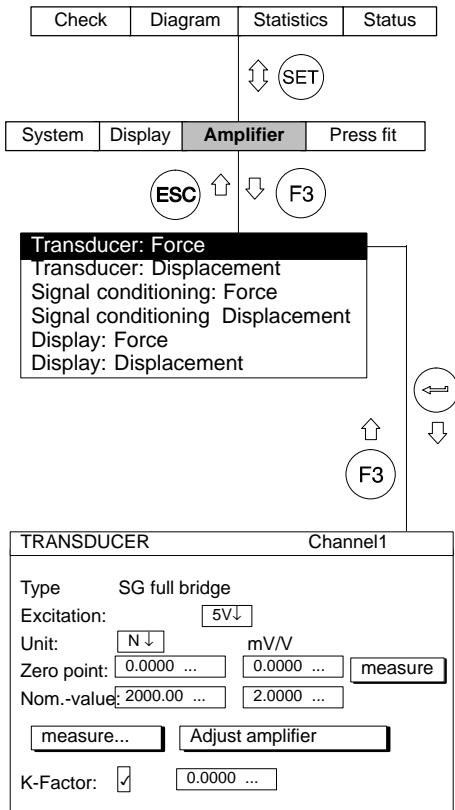 Check Diagram Statistics Status
SET
System Display Amplifier Press fit
ESC F3
Transducer: Force
Transducer: Displacement
Signal conditioning: Force
Signal conditioning Displacement
Display: Force
Display: Displacement
F3
TRANSDUCER Channel1
Type SG full bridge
Excitation: 5V↓
Unit: N ↓ mV/V
Zero point: 0.0000 ... 0.0000 ... measure
Nom.-value: 2000.00 ... 2.0000 ...
measure... Adjust amplifier
K-Factor: ✓ 0.0000 ...